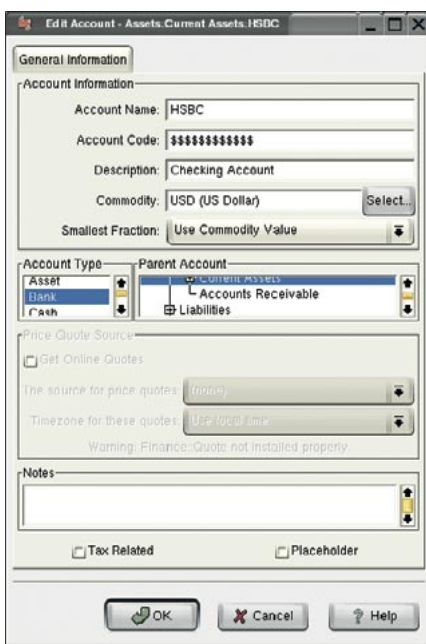 Edit Account - Assets:Current Assets:HSBC
General Information
Account Information
Account Name: HSBC
Account Code: $$$$$$$$$$$$
Description: Checking Account
Commodity: USD (US Dollar) Select...
Smallest Fraction: Use Commodity Value
Account Type Parent Account
Asset
Bank
Cash
Current Assets
Accounts Receivable
Liabilities
Price Quote Source
Get Online Quotes
The source for price quotes: (none)
Timezone for these quotes: Use local time
Warning: Finance::Quote not installed properly.
Notes
Tax Related Placeholder
OK Cancel Help